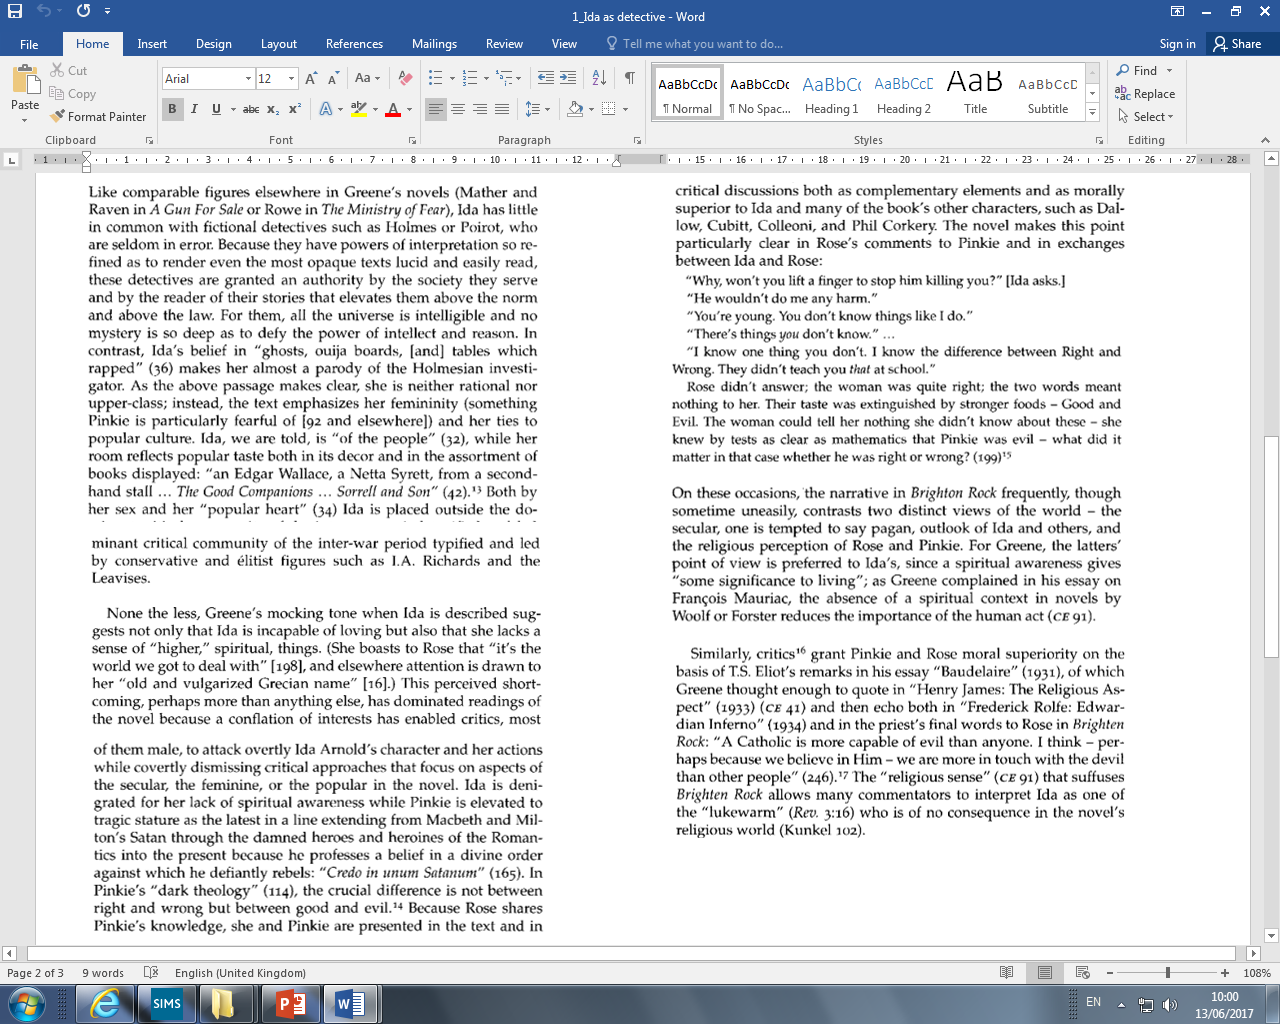 1_Ida as detective - Word
File Home Insert Design Layout References Mailings Review View Tell me what you want to do... Sign in Share
Cut
Copy
Format Painter
Paste
Clipboard
Arial 12
Font
Paragraph
AaBbCcDc AaBbCcDc AaBbCc AaBbCcD AaB AaBbCcD
¶ Normal ¶ No Spac... Heading 1 Heading 2 Title Subtitle
Styles
Find
Replace
Select
Editing
1 1 2 3 4 5 6 7 8 9 10 11 12 15 16 17 18 19 20 21 22 23 24 25 26 27 28
Like comparable figures elsewhere in Greene's novels (Mather and
Raven in A Gun For Sale or Rowe in The Ministry of Fear), Ida has little
in common with fictional detectives such as Holmes or Poirot, who
are seldom in error. Because they have powers of interpretation so re-
fined as to render even the most opaque texts lucid and easily read,
these detectives are granted an authority by the society they serve
and by the reader of their stories that elevates them above the norm
and above the law. For them, all the universe is intelligible and no
mystery is so deep as to defy the power of intellect and reason. In
contrast, Ida's belief in "ghosts, ouija boards, [and] tables which
rapped" (36) makes her almost a parody of the Holmesian investi-
gator. As the above passage makes clear, she is neither rational nor
upper-class; instead, the text emphasizes her femininity (something
Pinkie is particularly fearful of [92 and elsewhere]) and her ties to
popular culture. Ida, we are told, is "of the people" (32), while her
room reflects popular taste both in its decor and in the assortment of
books displayed: "an Edgar Wallace, a Netta Syrett, from a second-
hand stall ... The Good Companions ... Sorrell and Son" (42).¹³ Both by
her sex and her "popular heart" (34) Ida is placed outside the do-
minant critical community of the inter-war period typified and led
by conservative and élitist figures such as I.A. Richards and the
Leavises.
None the less, Greene's mocking tone when Ida is described sug-
gests not only that Ida is incapable of loving but also that she lacks a
sense of "higher," spiritual, things. (She boasts to Rose that "it's the
world we got to deal with" [198], and elsewhere attention is drawn to
her "old and vulgarized Grecian name" [16].) This perceived short-
coming, perhaps more than anything else, has dominated readings of
the novel because a conflation of interests has enabled critics, most
of them male, to attack overtly Ida Arnold's character and her actions
while covertly dismissing critical approaches that focus on aspects of
the secular, the feminine, or the popular in the novel. Ida is deni-
grated for her lack of spiritual awareness while Pinkie is elevated to
tragic stature as the latest in a line extending from Macbeth and Mil-
ton's Satan through the damned heroes and heroines of the Roman-
tics into the present because he professes a belief in a divine order
against which he defiantly rebels: "Credo in unum Satanum" (165). In
Pinkie's "dark theology" (114), the crucial difference is not between
right and wrong but between good and evil.¹⁴ Because Rose shares
Pinkie's knowledge, she and Pinkie are presented in the text and in
critical discussions both as complementary elements and as morally
superior to Ida and many of the book's other characters, such as Dal-
low, Cubitt, Colleoni, and Phil Corkery. The novel makes this point
particularly clear in Rose's comments to Pinkie and in exchanges
between Ida and Rose:
"Why, won't you lift a finger to stop him killing you?" [Ida asks.]
"He wouldn't do me any harm."
"You're young. You don't know things like I do."
"There's things you don't know." ...
"I know one thing you don't. I know the difference between Right and
Wrong. They didn't teach you that at school."
Rose didn't answer; the woman was quite right; the two words meant
nothing to her. Their taste was extinguished by stronger foods – Good and
Evil. The woman could tell her nothing she didn't know about these – she
knew by tests as clear as mathematics that Pinkie was evil – what did it
matter in that case whether he was right or wrong? (199)¹⁵
On these occasions, the narrative in Brighton Rock frequently, though
sometime uneasily, contrasts two distinct views of the world – the
secular, one is tempted to say pagan, outlook of Ida and others, and
the religious perception of Rose and Pinkie. For Greene, the latters'
point of view is preferred to Ida's, since a spiritual awareness gives
"some significance to living"; as Greene complained in his essay on
François Mauriac, the absence of a spiritual context in novels by
Woolf or Forster reduces the importance of the human act (CE 91).
Similarly, critics¹⁶ grant Pinkie and Rose moral superiority on the
basis of T.S. Eliot's remarks in his essay "Baudelaire" (1931), of which
Greene thought enough to quote in "Henry James: The Religious As-
pect" (1933) (CE 41) and then echo both in "Frederick Rolfe: Edwar-
dian Inferno" (1934) and in the priest's final words to Rose in Brighten
Rock: "A Catholic is more capable of evil than anyone. I think – per-
haps because we believe in Him – we are more in touch with the devil
than other people" (246).¹⁷ The "religious sense" (CE 91) that suffuses
Brighten Rock allows many commentators to interpret Ida as one of
the "lukewarm" (Rev. 3:16) who is of no consequence in the novel's
religious world (Kunkel 102).
Page 2 of 3 9 words English (United Kingdom) 108%
SIMS
EN
10:00
13/06/2017